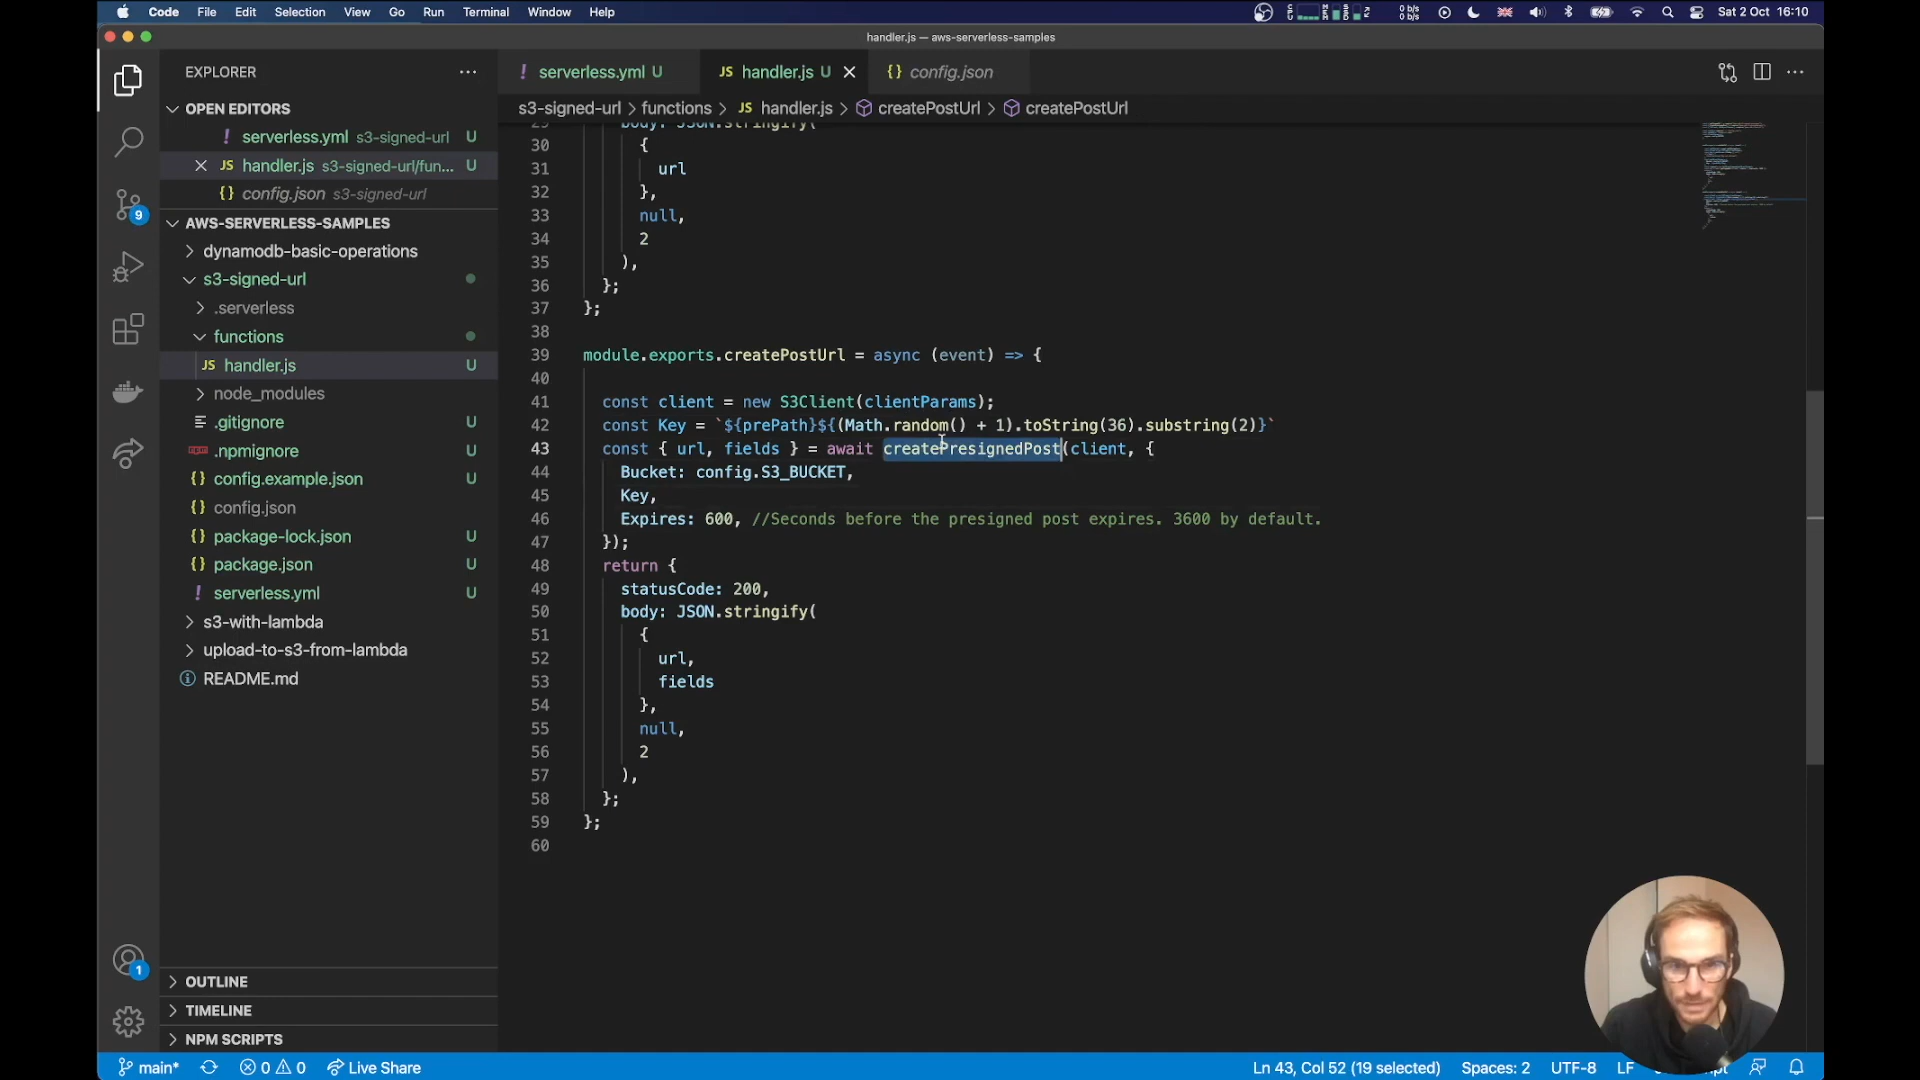 Code File Edit Selection View Go Run Terminal Window Help
0 B/s
0 B/s
Sat 2 Oct 16:10
handler.js — aws-serverless-samples
EXPLORER
OPEN EDITORS
! serverless.yml s3-signed-url U
JS handler.js s3-signed-url/fun... U
{} config.json s3-signed-url
9
AWS-SERVERLESS-SAMPLES
dynamodb-basic-operations
s3-signed-url
.serverless
functions
JS handler.js U
node_modules
.gitignore U
.npmignore U
{} config.example.json U
{} config.json
{} package-lock.json U
{} package.json U
! serverless.yml U
s3-with-lambda
upload-to-s3-from-lambda
README.md
1
OUTLINE
TIMELINE
NPM SCRIPTS
! serverless.yml U
JS handler.js U
{} config.json
s3-signed-url > functions > JS handler.js > createPostUrl > createPostUrl
29 body: JSON.stringify(
30 {
31 url
32 },
33 null,
34 2
35 ),
36 };
37 };
38
39 module.exports.createPostUrl = async (event) => {
40
41 const client = new S3Client(clientParams);
42 const Key = `${prePath}${(Math.random() + 1).toString(36).substring(2)}`
43 const { url, fields } = await createPresignedPost(client, {
44 Bucket: config.S3_BUCKET,
45 Key,
46 Expires: 600, //Seconds before the presigned post expires. 3600 by default.
47 });
48 return {
49 statusCode: 200,
50 body: JSON.stringify(
51 {
52 url,
53 fields
54 },
55 null,
56 2
57 ),
58 };
59 };
60
main* 0 0 Live Share
Ln 43, Col 52 (19 selected) Spaces: 2 UTF-8 LF